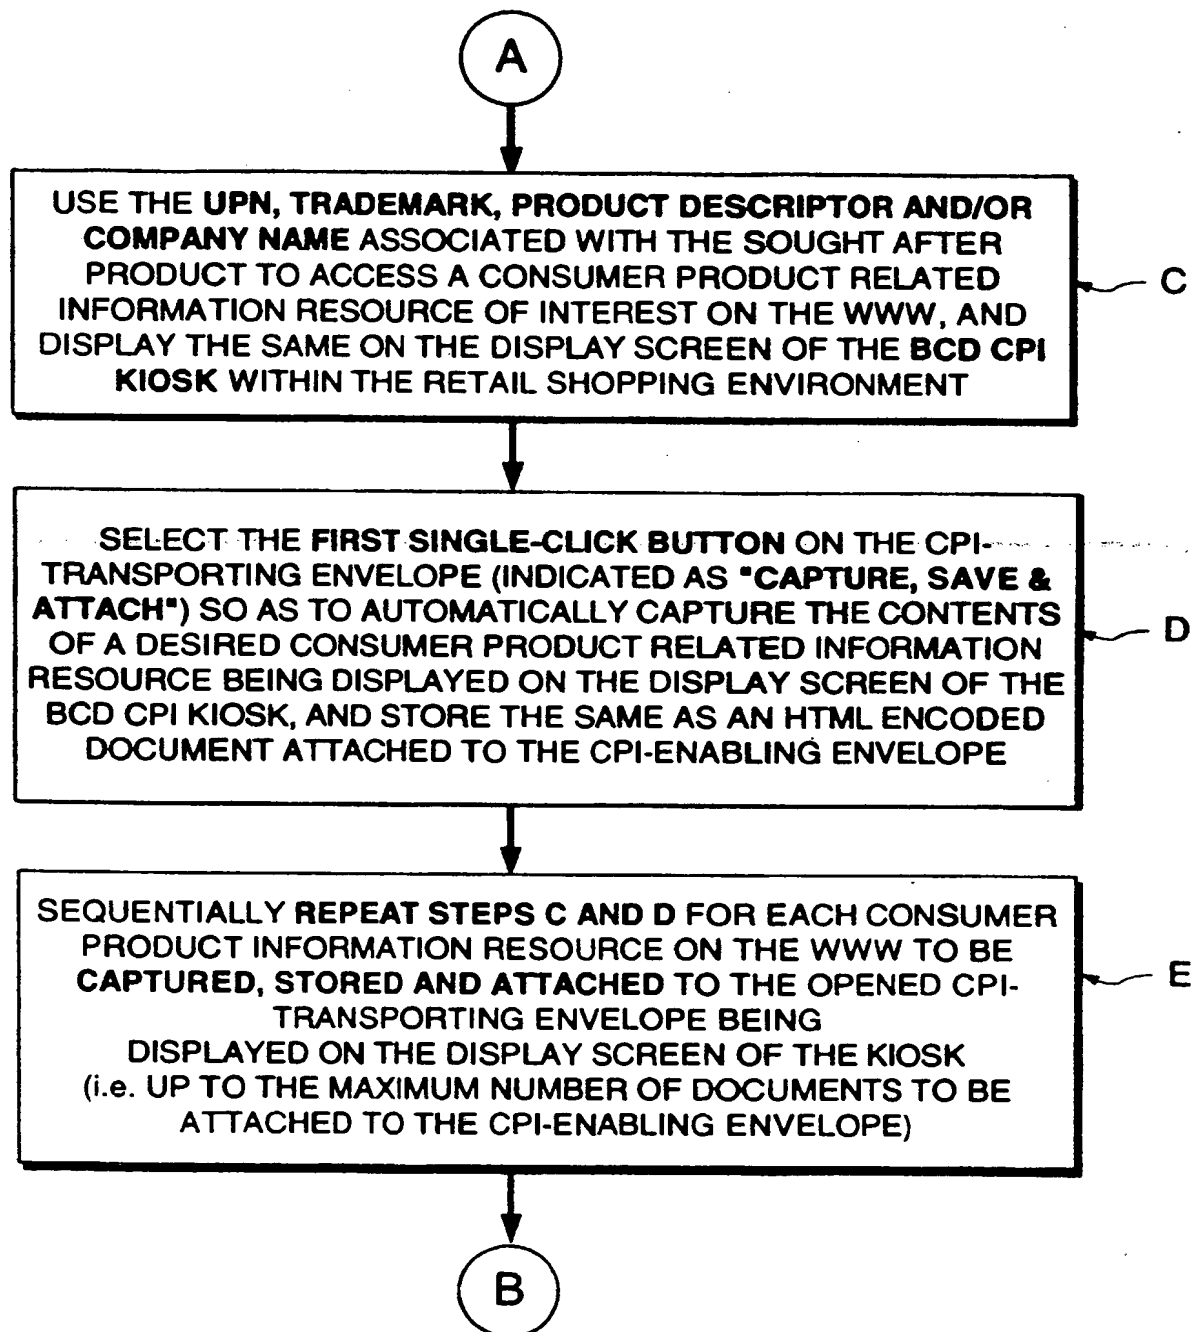 A
USE THE UPN, TRADEMARK, PRODUCT DESCRIPTOR AND/OR
COMPANY NAME ASSOCIATED WITH THE SOUGHT AFTER
PRODUCT TO ACCESS A CONSUMER PRODUCT RELATED
INFORMATION RESOURCE OF INTEREST ON THE WWW, AND
DISPLAY THE SAME ON THE DISPLAY SCREEN OF THE BCD CPI
KIOSK WITHIN THE RETAIL SHOPPING ENVIRONMENT
C
SELECT THE FIRST SINGLE-CLICK BUTTON ON THE CPI-
TRANSPORTING ENVELOPE (INDICATED AS "CAPTURE, SAVE &
ATTACH") SO AS TO AUTOMATICALLY CAPTURE THE CONTENTS
OF A DESIRED CONSUMER PRODUCT RELATED INFORMATION
RESOURCE BEING DISPLAYED ON THE DISPLAY SCREEN OF THE
BCD CPI KIOSK, AND STORE THE SAME AS AN HTML ENCODED
DOCUMENT ATTACHED TO THE CPI-ENABLING ENVELOPE
D
SEQUENTIALLY REPEAT STEPS C AND D FOR EACH CONSUMER
PRODUCT INFORMATION RESOURCE ON THE WWW TO BE
CAPTURED, STORED AND ATTACHED TO THE OPENED CPI-
TRANSPORTING ENVELOPE BEING
DISPLAYED ON THE DISPLAY SCREEN OF THE KIOSK
(i.e. UP TO THE MAXIMUM NUMBER OF DOCUMENTS TO BE
ATTACHED TO THE CPI-ENABLING ENVELOPE)
E
B